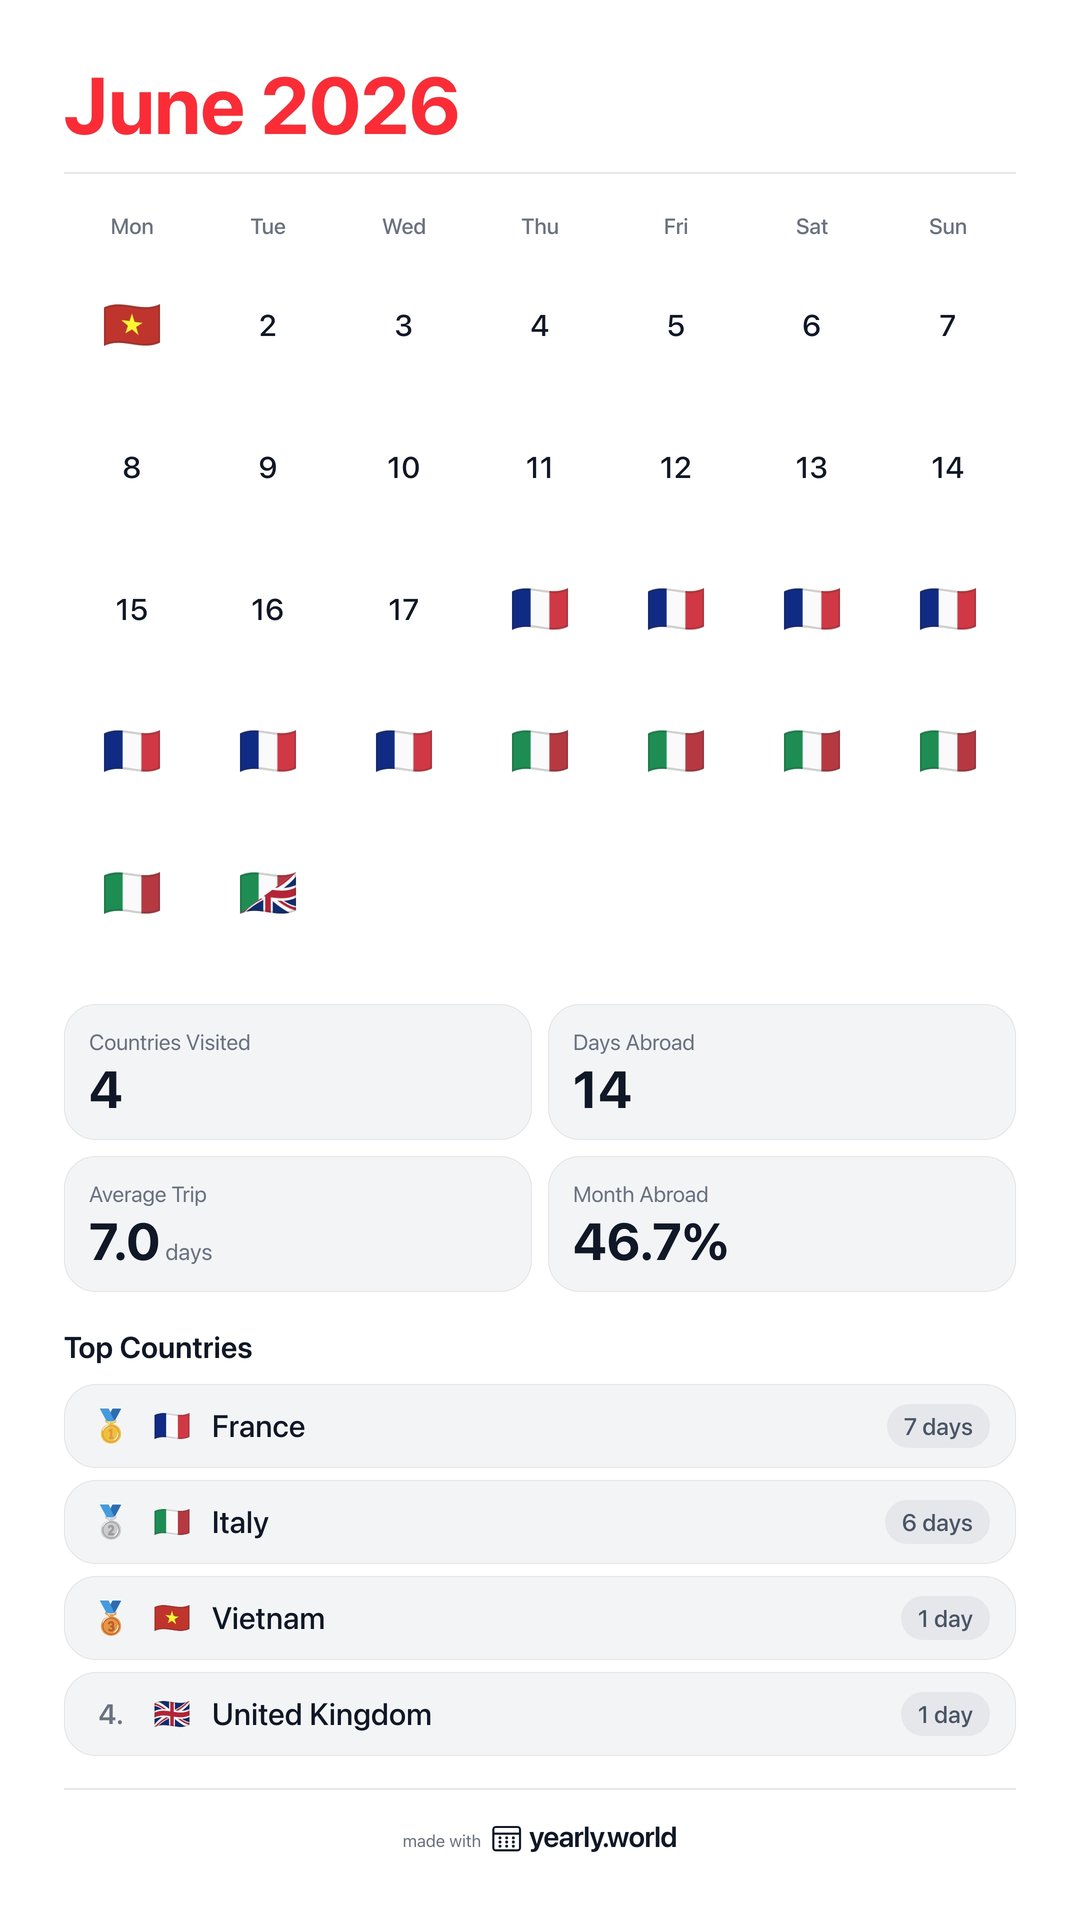 June 2026
Mon Tue Wed Thu Fri Sat Sun
2 3 4 5 6 7
8 9 10 11 12 13 14
15 16 17
Countries Visited
4
Days Abroad
14
Average Trip
7.0 days
Month Abroad
46.7%
Top Countries
1 France 7 days
2 Italy 6 days
3 Vietnam 1 day
4. United Kingdom 1 day
made with yearly.world